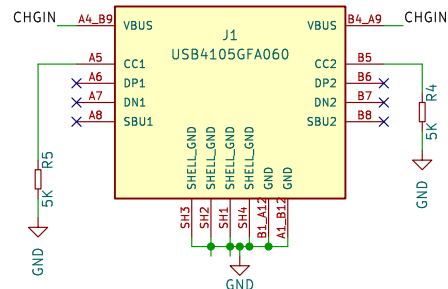 CHGIN
A4_B9
VBUS
J1
USB4105GFA060
VBUS
B4_A9
CHGIN
A5
CC1
CC2
B5
A6
DP1
DP2
B6
A7
DN1
DN2
B7
A8
SBU1
SBU2
B8
R4
5K
GND
R5
5K
GND
SHELL_GND
SHELL_GND
SHELL_GND
SHELL_GND
GND
GND
SH3
SH2
SH1
SH4
B1_A12
A1_B12
GND